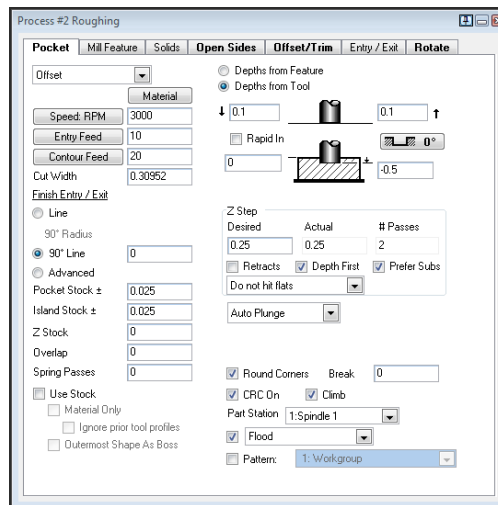 Process #2 Roughing
Pocket Mill Feature Solids Open Sides Offset/Trim Entry / Exit Rotate
Offset
Material
Speed: RPM 3000
Entry Feed 10
Contour Feed 20
Cut Width 0.30952
Finish Entry / Exit
Line
90° Radius
90° Line 0
Advanced
Pocket Stock ± 0.025
Island Stock ± 0.025
Z Stock 0
Overlap 0
Spring Passes 0
Use Stock
Material Only
Ignore prior tool profiles
Outermost Shape As Boss
Depths from Feature
Depths from Tool
0.1 0.1
Rapid In 0°
0 -0.5
Z Step
Desired Actual # Passes
0.25 0.25 2
Retracts Depth First Prefer Subs
Do not hit flats
Auto Plunge
Round Corners Break 0
CRC On Climb
Part Station 1:Spindle 1
Flood
Pattern: 1: Workgroup